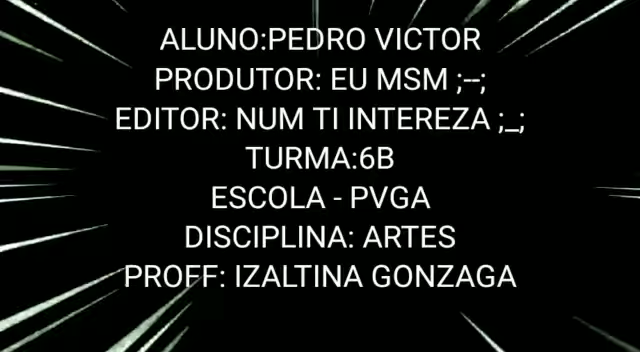 ALUNO:PEDRO VICTOR
PRODUTOR: EU MSM ;--;
EDITOR: NUM TI INTEREZA ;_;
TURMA:6B
ESCOLA - PVGA
DISCIPLINA: ARTES
PROFF: IZALTINA GONZAGA